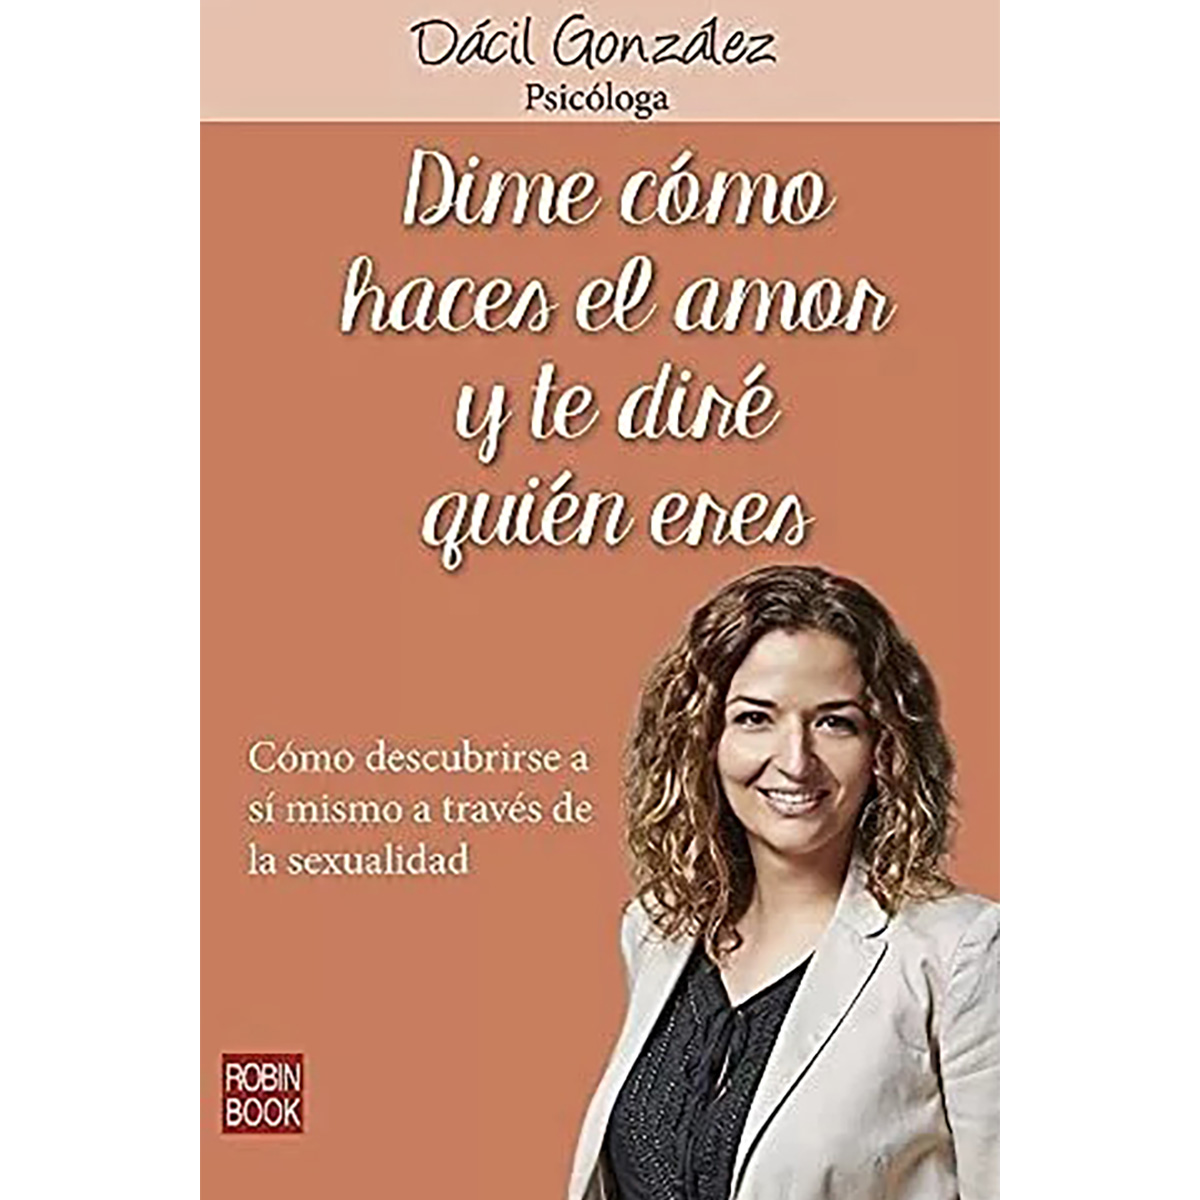 Dácil González
Psicóloga
Dime cómo
haces el amor
y te diré
quién eres
Cómo descubrirse a
sí mismo a través de
la sexualidad
ROBIN
BOOK